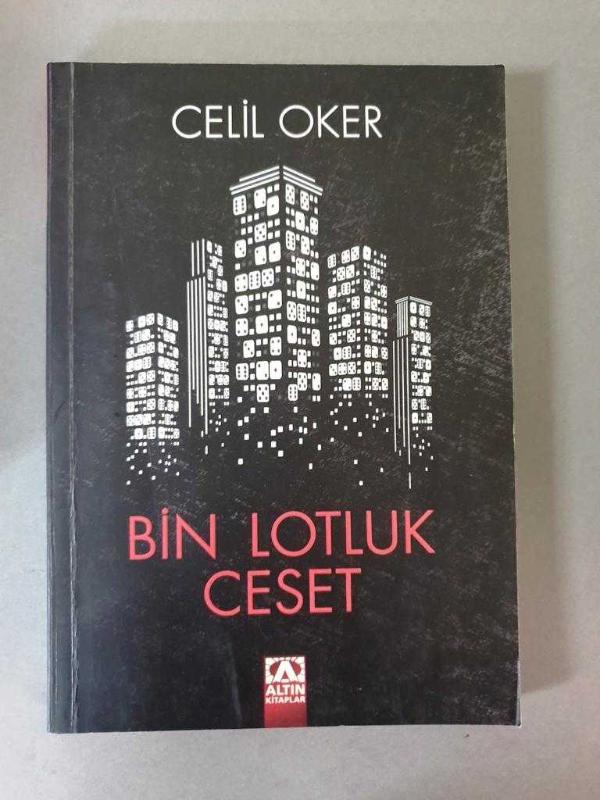 CELİL OKER
BİN LOTLUK
CESET
ALTIN
KİTAPLAR